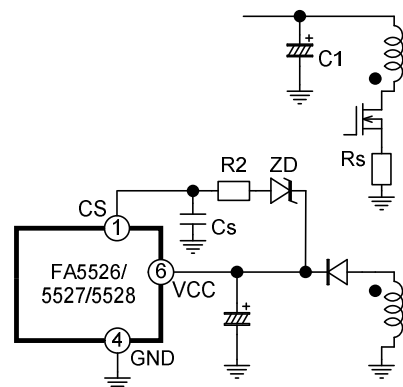 +
C1
R2
ZD
Rs
CS
1
Cs
FA5526/
5527/5528
6
VCC
+
4
GND